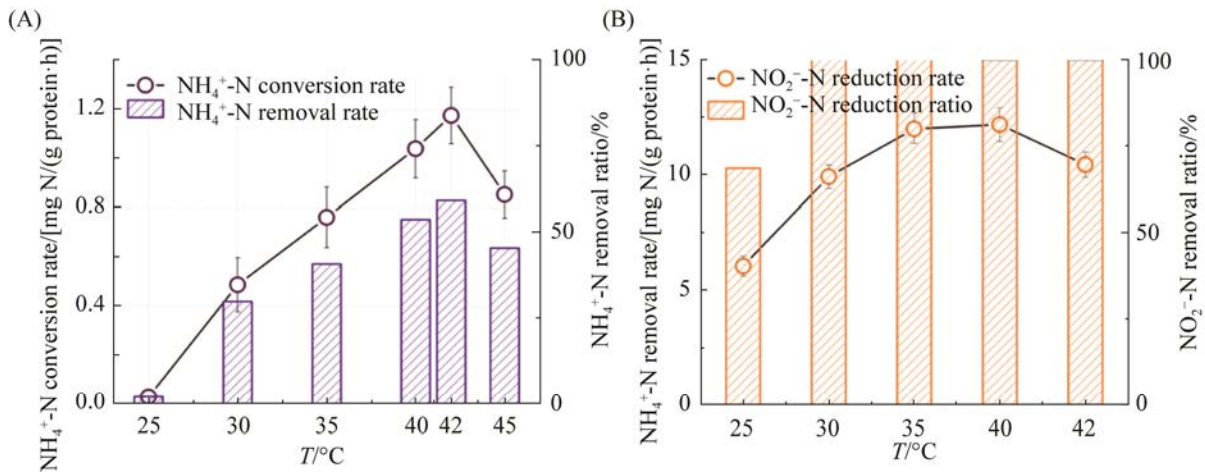 (A)
NH₄⁺-N conversion rate/[mg N/(g protein·h)]
1.2
0.8
0.4
0.0
NH₄⁺-N conversion rate
NH₄⁺-N removal rate
100
50
0
NH₄⁺-N removal ratio/%
25 30 35 40 42 45
T/°C
(B)
NH₄⁺-N removal rate/[mg N/(g protein·h)]
15
10
5
0
NO₂⁻-N reduction rate
NO₂⁻-N reduction ratio
100
50
0
NO₂⁻-N removal ratio/%
25 30 35 40 42
T/°C